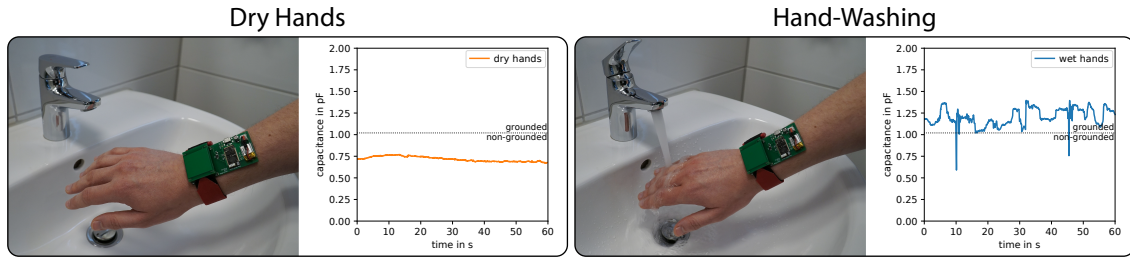 Dry Hands
Hand-Washing
2.00
1.75
1.50
1.25
1.00
0.75
0.50
0.25
0.00
capacitance in pF
dry hands
grounded
non-grounded
0 10 20 30 40 50 60
time in s
2.00
1.75
1.50
1.25
1.00
0.75
0.50
0.25
0.00
capacitance in pF
wet hands
grounded
non-grounded
0 10 20 30 40 50 60
time in s